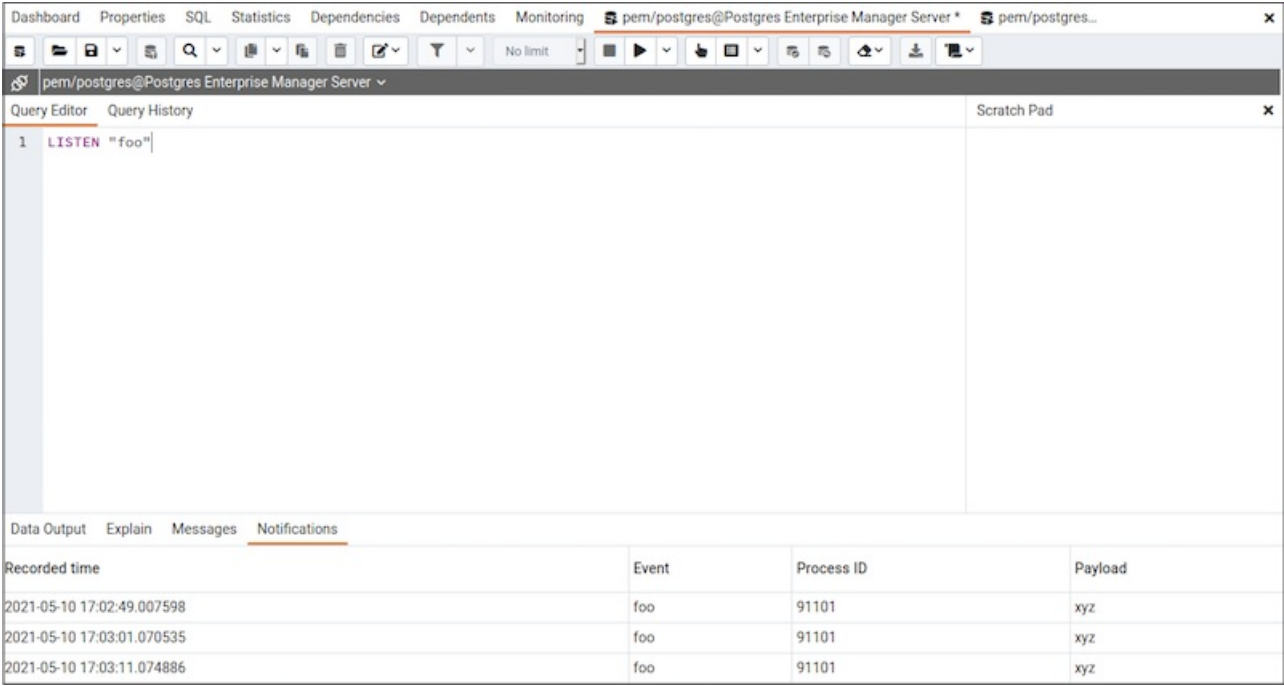 Dashboard Properties SQL Statistics Dependencies Dependents Monitoring pem/postgres@Postgres Enterprise Manager Server * pem/postgres...
No limit
pem/postgres@Postgres Enterprise Manager Server
Query Editor Query History Scratch Pad
1 LISTEN "foo"
Data Output Explain Messages Notifications
Recorded time Event Process ID Payload
2021-05-10 17:02:49.007598 foo 91101 xyz
2021-05-10 17:03:01.070535 foo 91101 xyz
2021-05-10 17:03:11.074886 foo 91101 xyz